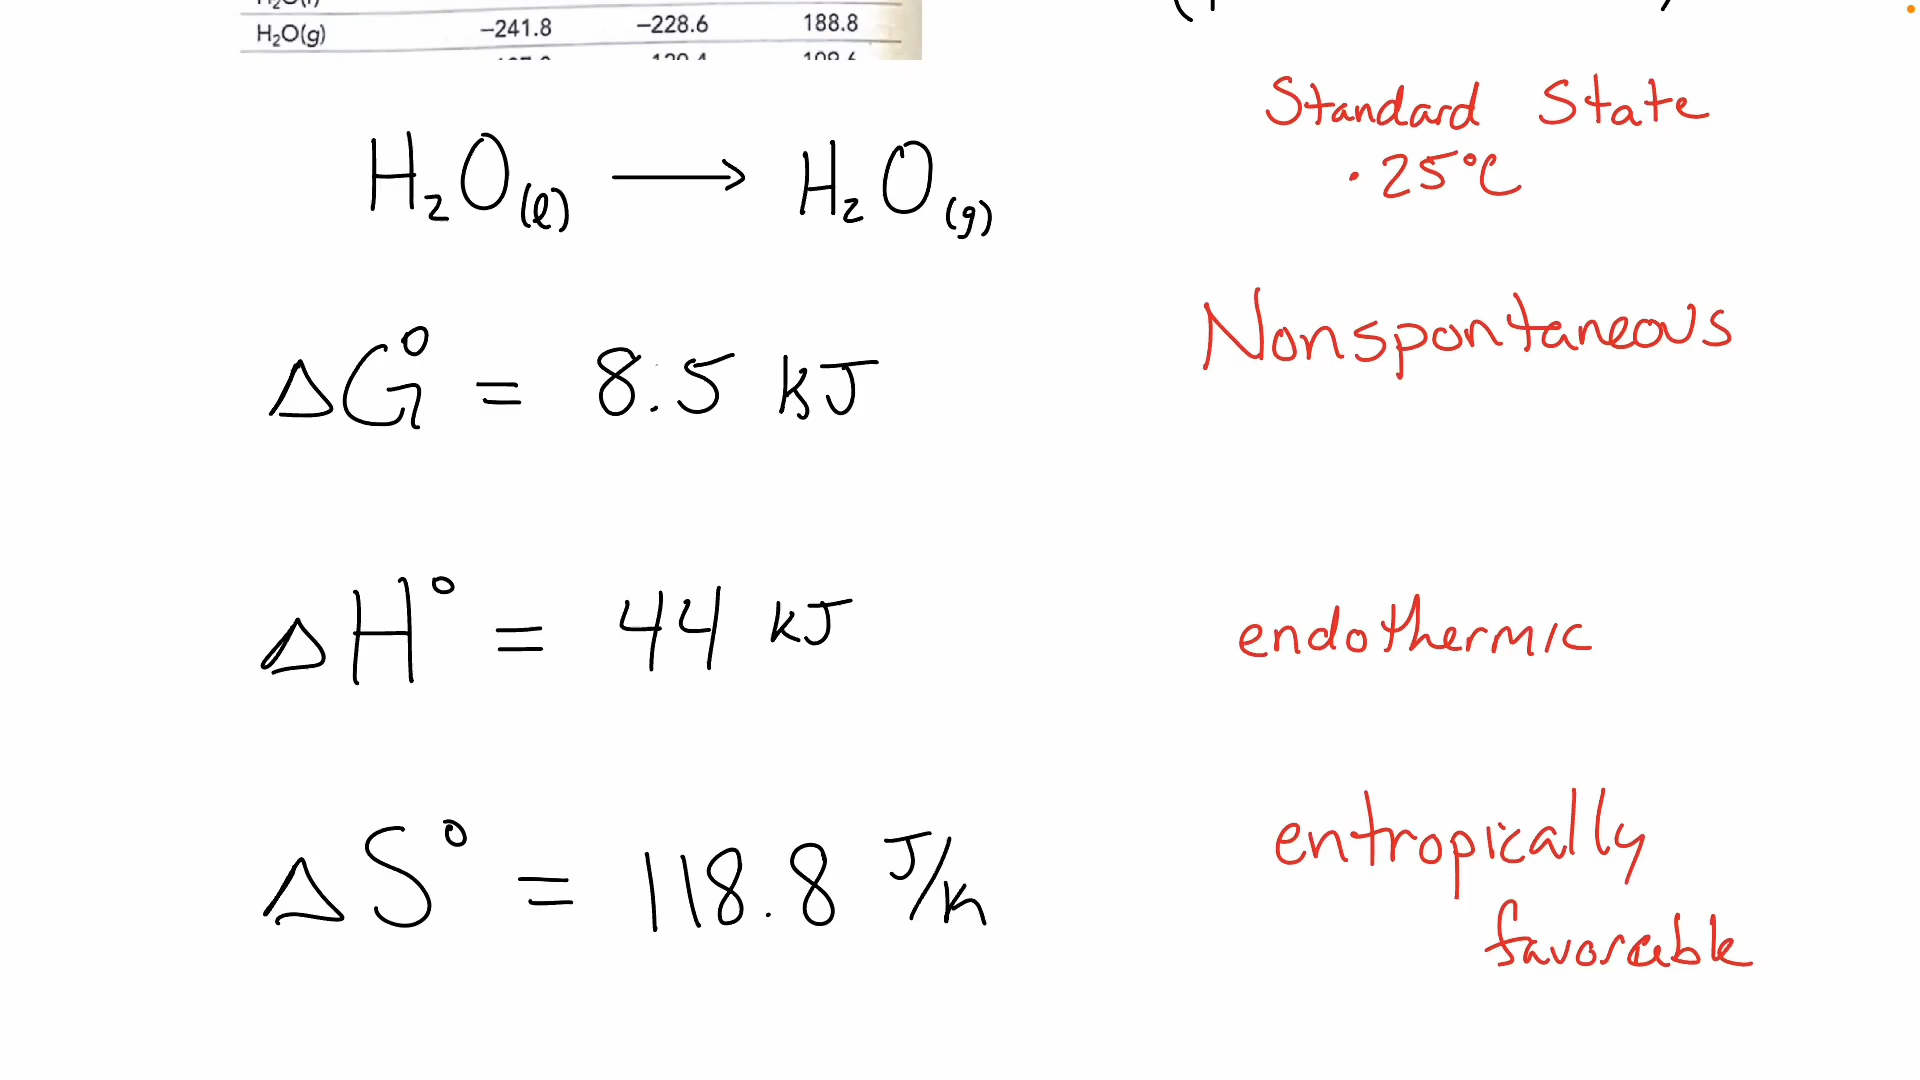 H₂O(g) −241.8 −228.6 188.8
Standard State
• 25°C
H₂O(l) ⟶ H₂O(g)
Nonspontaneous
ΔG° = 8.5 kJ
ΔH° = 44 kJ
endothermic
ΔS° = 118.8 J/K
entropically
favorable